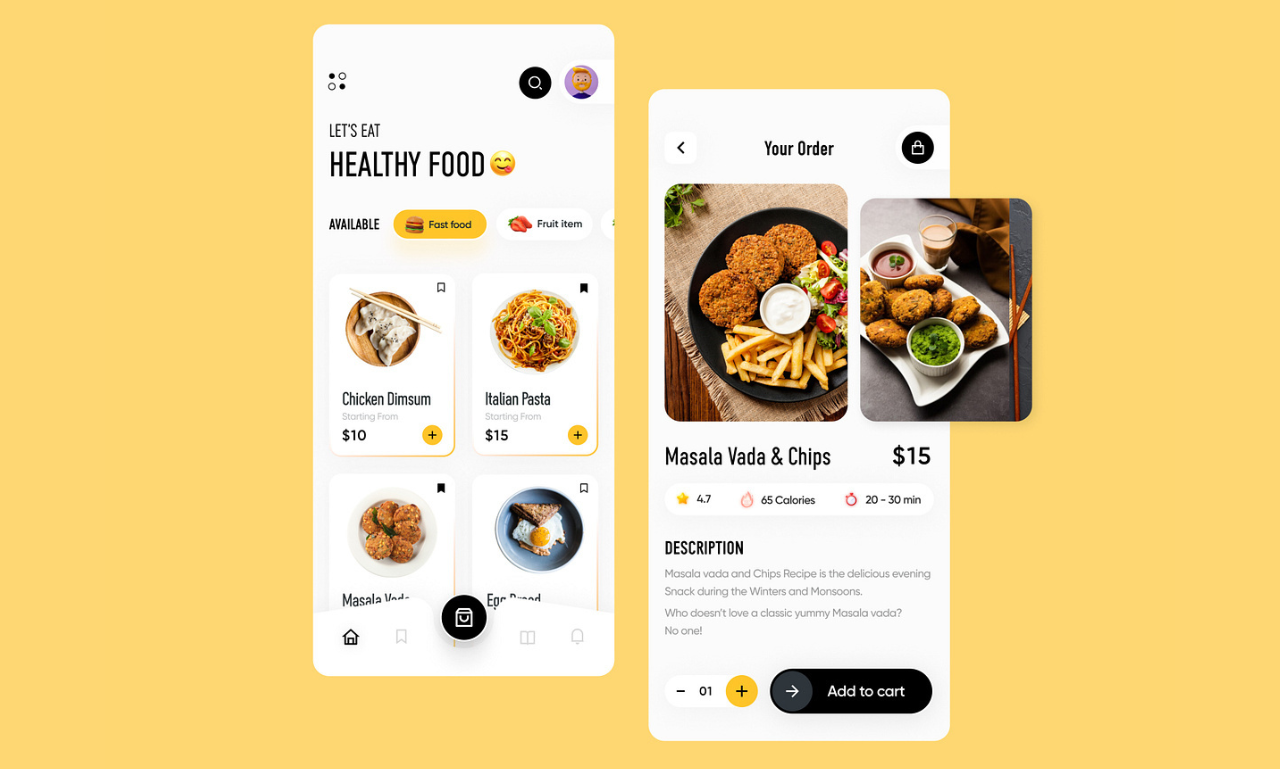 LET'S EAT
HEALTHY FOOD
AVAILABLE
Fast food
Fruit item
Chicken Dimsum
Starting From
$10
Italian Pasta
Starting From
$15
Masala Vada
Egg Bread
Your Order
Masala Vada & Chips
$15
4.7
65 Calories
20 - 30 min
DESCRIPTION
Masala vada and Chips Recipe is the delicious evening
Snack during the Winters and Monsoons.
Who doesn't love a classic yummy Masala vada?
No one!
01
Add to cart